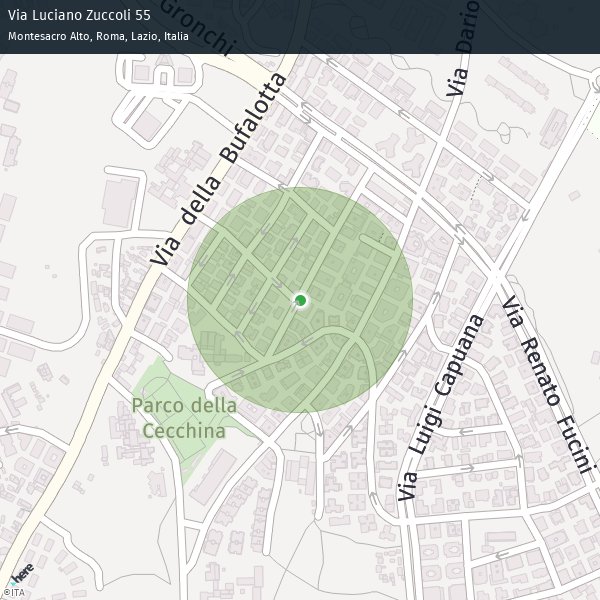 Via Luciano Zuccoli 55
Montesacro Alto, Roma, Lazio, Italia
Gronchi
Via Dario
Via della Bufalotta
Via Renato Fucini
Via Luigi Capuana
Parco della
Cecchina
here
©ITA